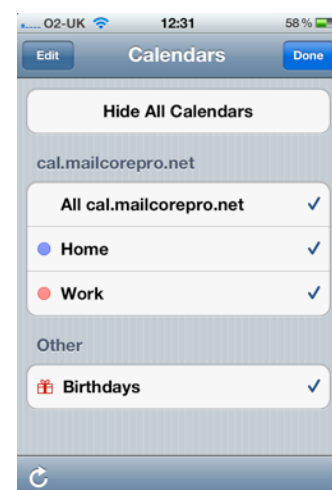 ..... O2-UK 12:31 58 %
Edit Calendars Done
Hide All Calendars
cal.mailcorepro.net
All cal.mailcorepro.net
Home
Work
Other
Birthdays